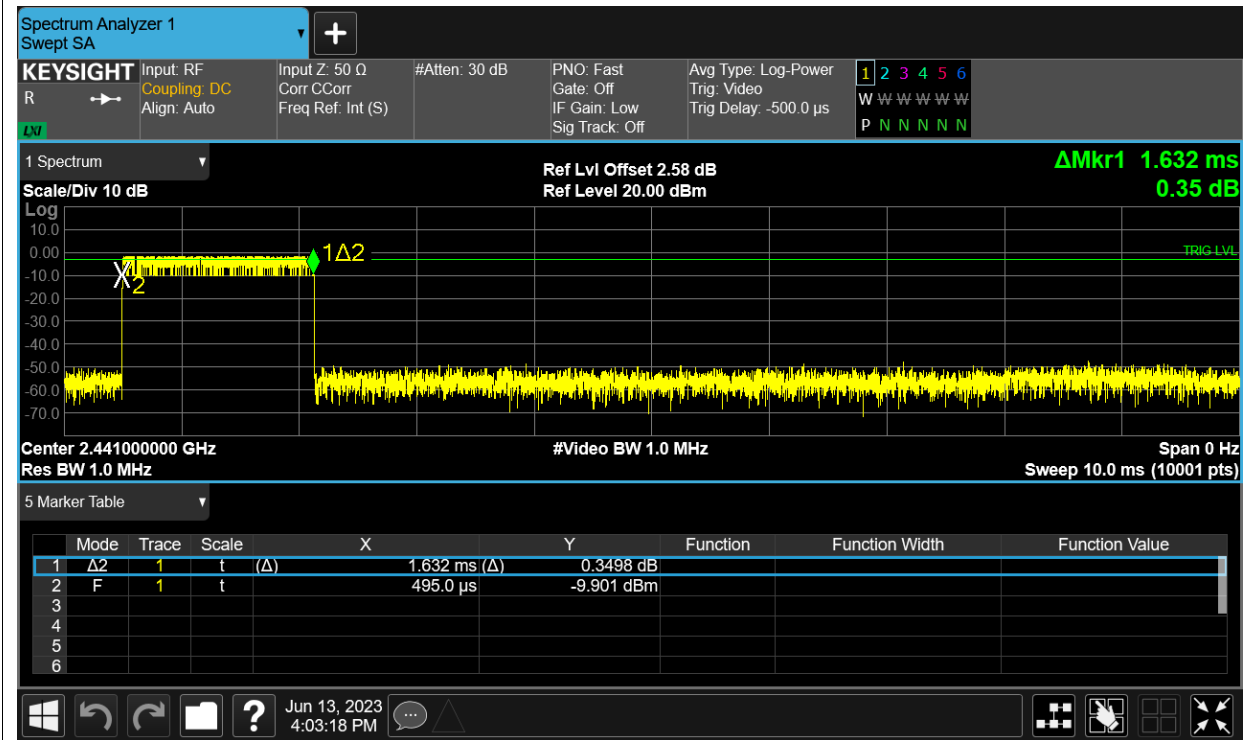 Spectrum Analyzer 1
Swept SA
KEYSIGHT Input: RF Input Z: 50 Ω #Atten: 30 dB PNO: Fast Avg Type: Log-Power 1 2 3 4 5 6
R Coupling: DC Corr CCorr Gate: Off Trig: Video W W W W W W
Align: Auto Freq Ref: Int (S) IF Gain: Low Trig Delay: -500.0 µs
LXI Sig Track: Off P N N N N N
1 Spectrum Ref Lvl Offset 2.58 dB ΔMkr1 1.632 ms
Scale/Div 10 dB Ref Level 20.00 dBm 0.35 dB
Log
10.0
0.00 1Δ2 TRIG LVL
-10.0 2
-20.0
-30.0
-40.0
-50.0
-60.0
-70.0
Center 2.441000000 GHz #Video BW 1.0 MHz Span 0 Hz
Res BW 1.0 MHz Sweep 10.0 ms (10001 pts)
5 Marker Table
Mode Trace Scale X Y Function Function Width Function Value
1 Δ2 1 t (Δ) 1.632 ms (Δ) 0.3498 dB
2 F 1 t 495.0 µs -9.901 dBm
3
4
5
6
? Jun 13, 2023
4:03:18 PM